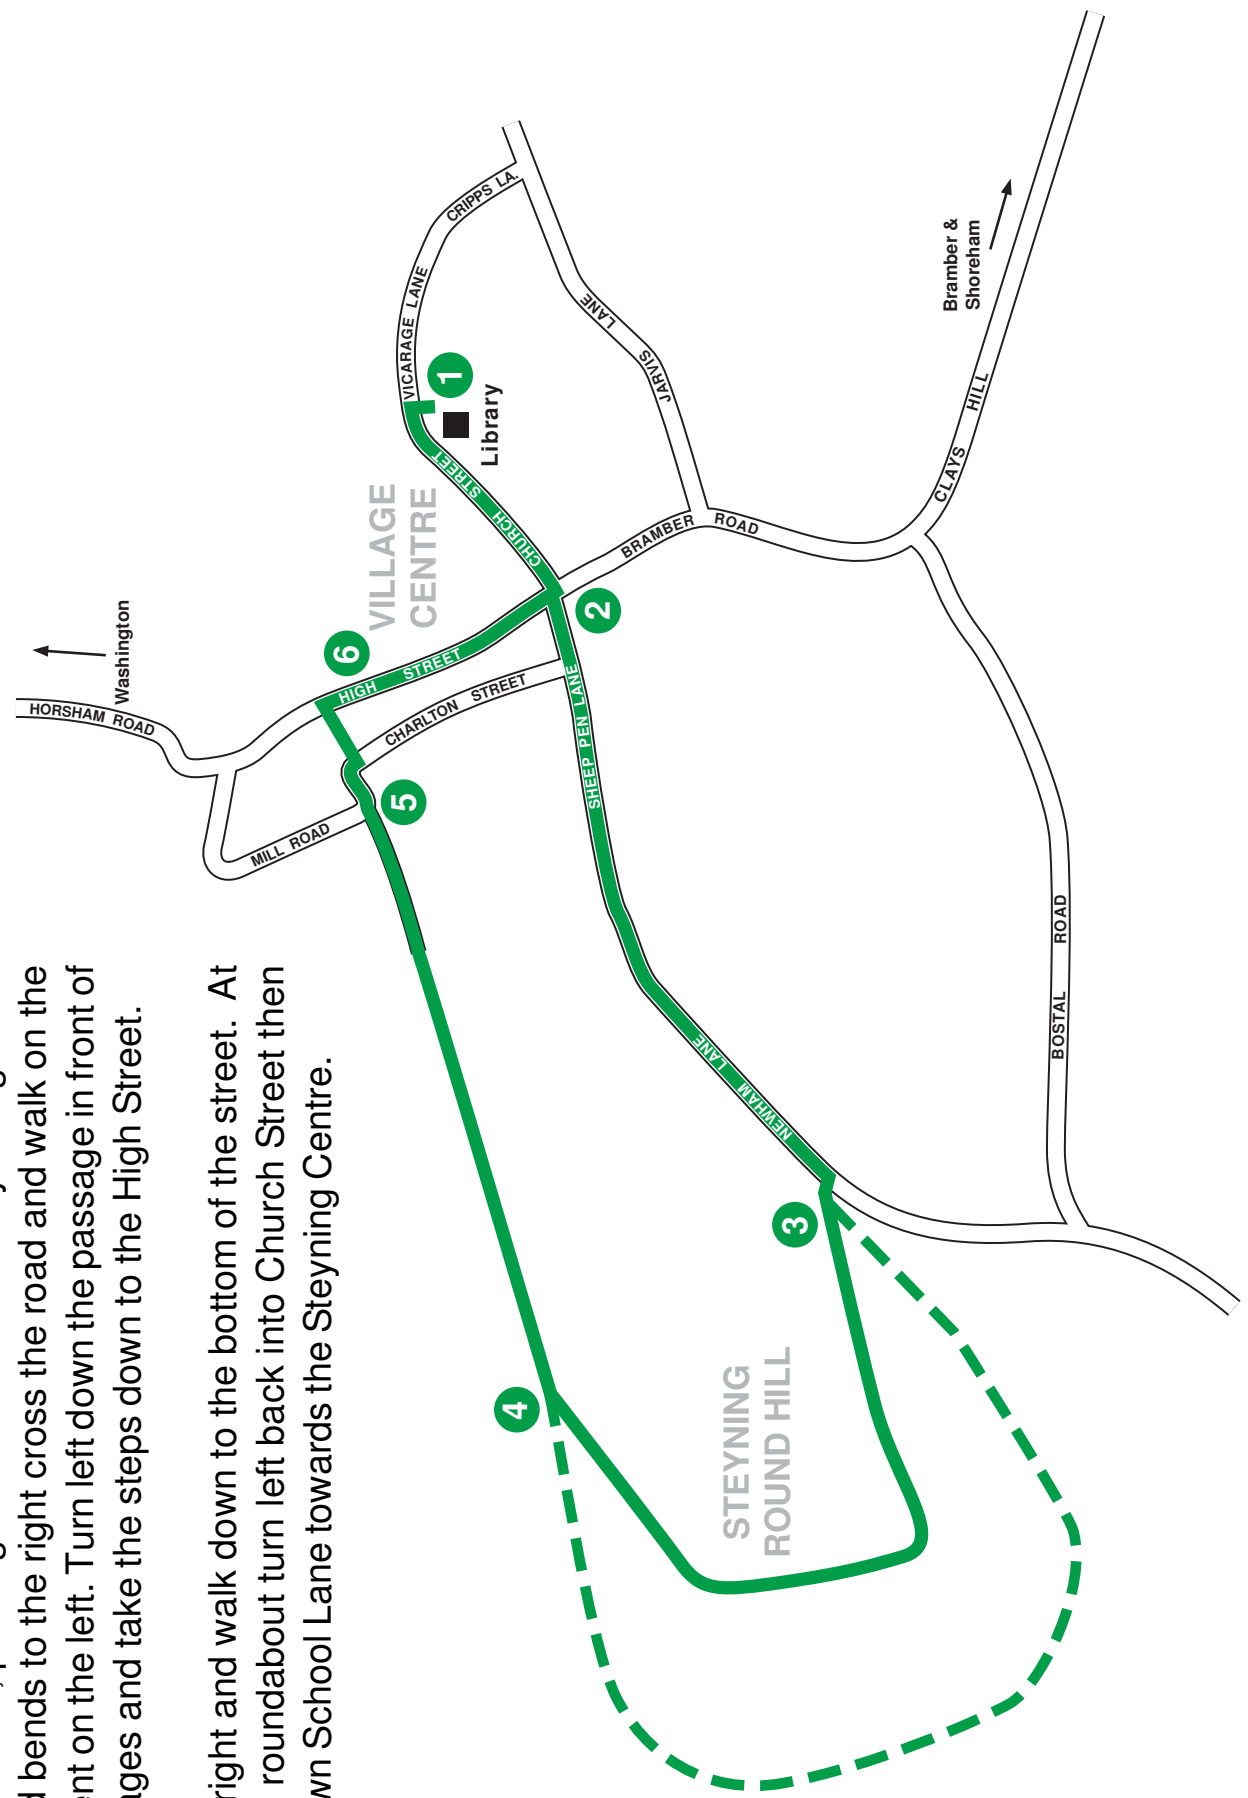 d bends to the right cross the road and walk on the
ent on the left. Turn left down the passage in front of
ages and take the steps down to the High Street.
right and walk down to the bottom of the street. At
roundabout turn left back into Church Street then
wn School Lane towards the Steyning Centre.
Washington
HORSHAM ROAD
MILL ROAD
6
HIGH STREET
VILLAGE
CENTRE
CHARLTON STREET
5
VICARAGE LANE
CRIPPS LA.
1
Library
CHURCH STREET
2
SHEEP PEN LANE
JARVIS LANE
BRAMBER ROAD
CLAYS HILL
Bramber &
Shoreham
NEWHAM LANE
BOSTAL ROAD
3
4
STEYNING
ROUND HILL